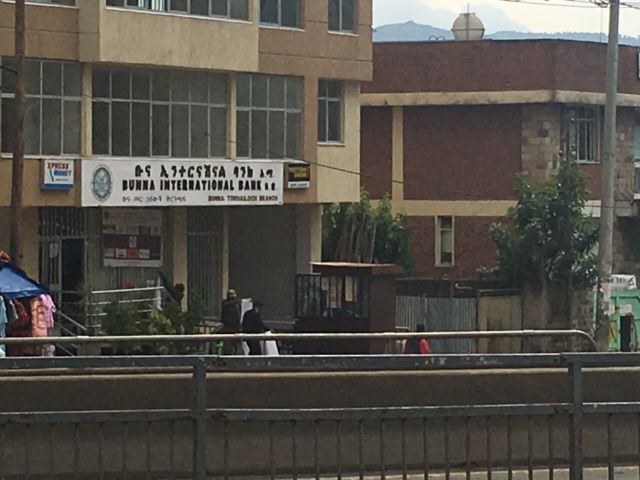 XPRESS
MONEY
ቡና ኢንተርናሽናል ባንክ አ.ማ
BUNNA INTERNATIONAL BANK S.C.
BUNNA TORHAILOCH BRANCH